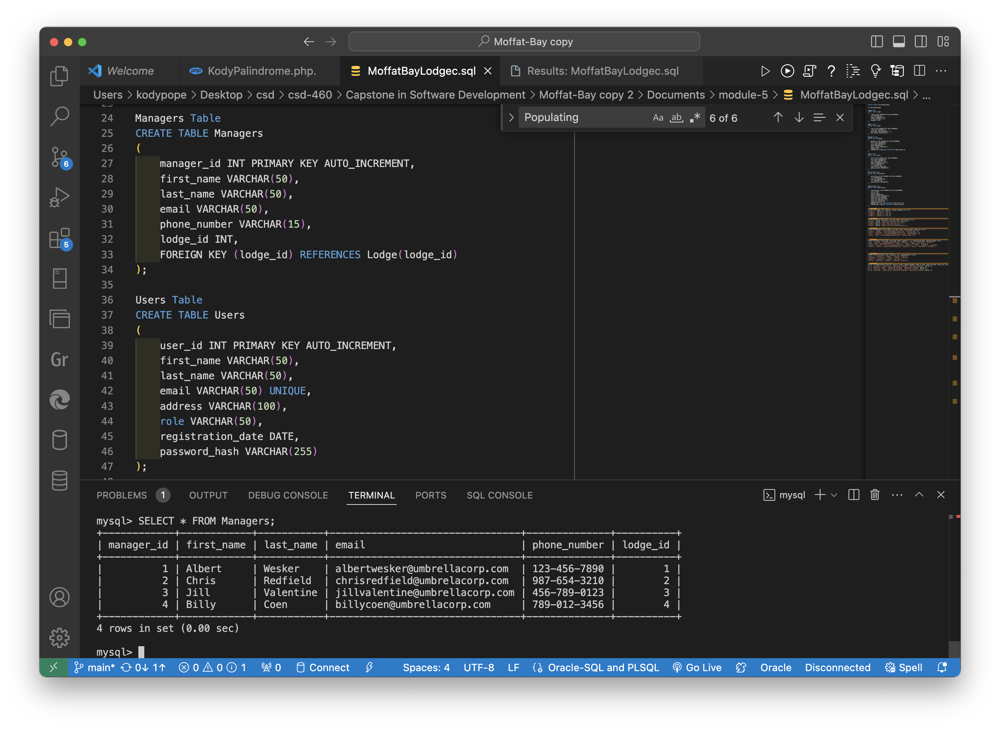 Moffat-Bay copy
Welcome
KodyPalindrome.php.
MoffatBayLodgec.sql
Results: MoffatBayLodgec.sql
Users > kodypope > Desktop > csd > csd-460 > Capstone in Software Development > Moffat-Bay copy 2 > Documents > module-5 > MoffatBayLodgec.sql > ...
Populating
Aa ab .* 6 of 6
24 Managers Table
25 CREATE TABLE Managers
26 (
27 manager_id INT PRIMARY KEY AUTO_INCREMENT,
28 first_name VARCHAR(50),
29 last_name VARCHAR(50),
30 email VARCHAR(50),
31 phone_number VARCHAR(15),
32 lodge_id INT,
33 FOREIGN KEY (lodge_id) REFERENCES Lodge(lodge_id)
34 );
35
36 Users Table
37 CREATE TABLE Users
38 (
39 user_id INT PRIMARY KEY AUTO_INCREMENT,
40 first_name VARCHAR(50),
41 last_name VARCHAR(50),
42 email VARCHAR(50) UNIQUE,
43 address VARCHAR(100),
44 role VARCHAR(50),
45 registration_date DATE,
46 password_hash VARCHAR(255)
47 );
6
5
Gr
PROBLEMS 1 OUTPUT DEBUG CONSOLE TERMINAL PORTS SQL CONSOLE
mysql
mysql> SELECT * FROM Managers;
+------------+------------+-----------+--------------------------------+--------------+----------+
| manager_id | first_name | last_name | email | phone_number | lodge_id |
+------------+------------+-----------+--------------------------------+--------------+----------+
| 1 | Albert | Wesker | albertwesker@umbrellacorp.com | 123-456-7890 | 1 |
| 2 | Chris | Redfield | chrisredfield@umbrelacorp.com | 987-654-3210 | 2 |
| 3 | Jill | Valentine | jillvalentine@umbrellacorp.com | 456-789-0123 | 3 |
| 4 | Billy | Coen | billycoen@umbrellacorp.com | 789-012-3456 | 4 |
+------------+------------+-----------+--------------------------------+--------------+----------+
4 rows in set (0.00 sec)
mysql>
main* 0↓ 1↑ 0 0 1 0 Connect Spaces: 4 UTF-8 LF Oracle-SQL and PLSQL Go Live Oracle Disconnected Spell